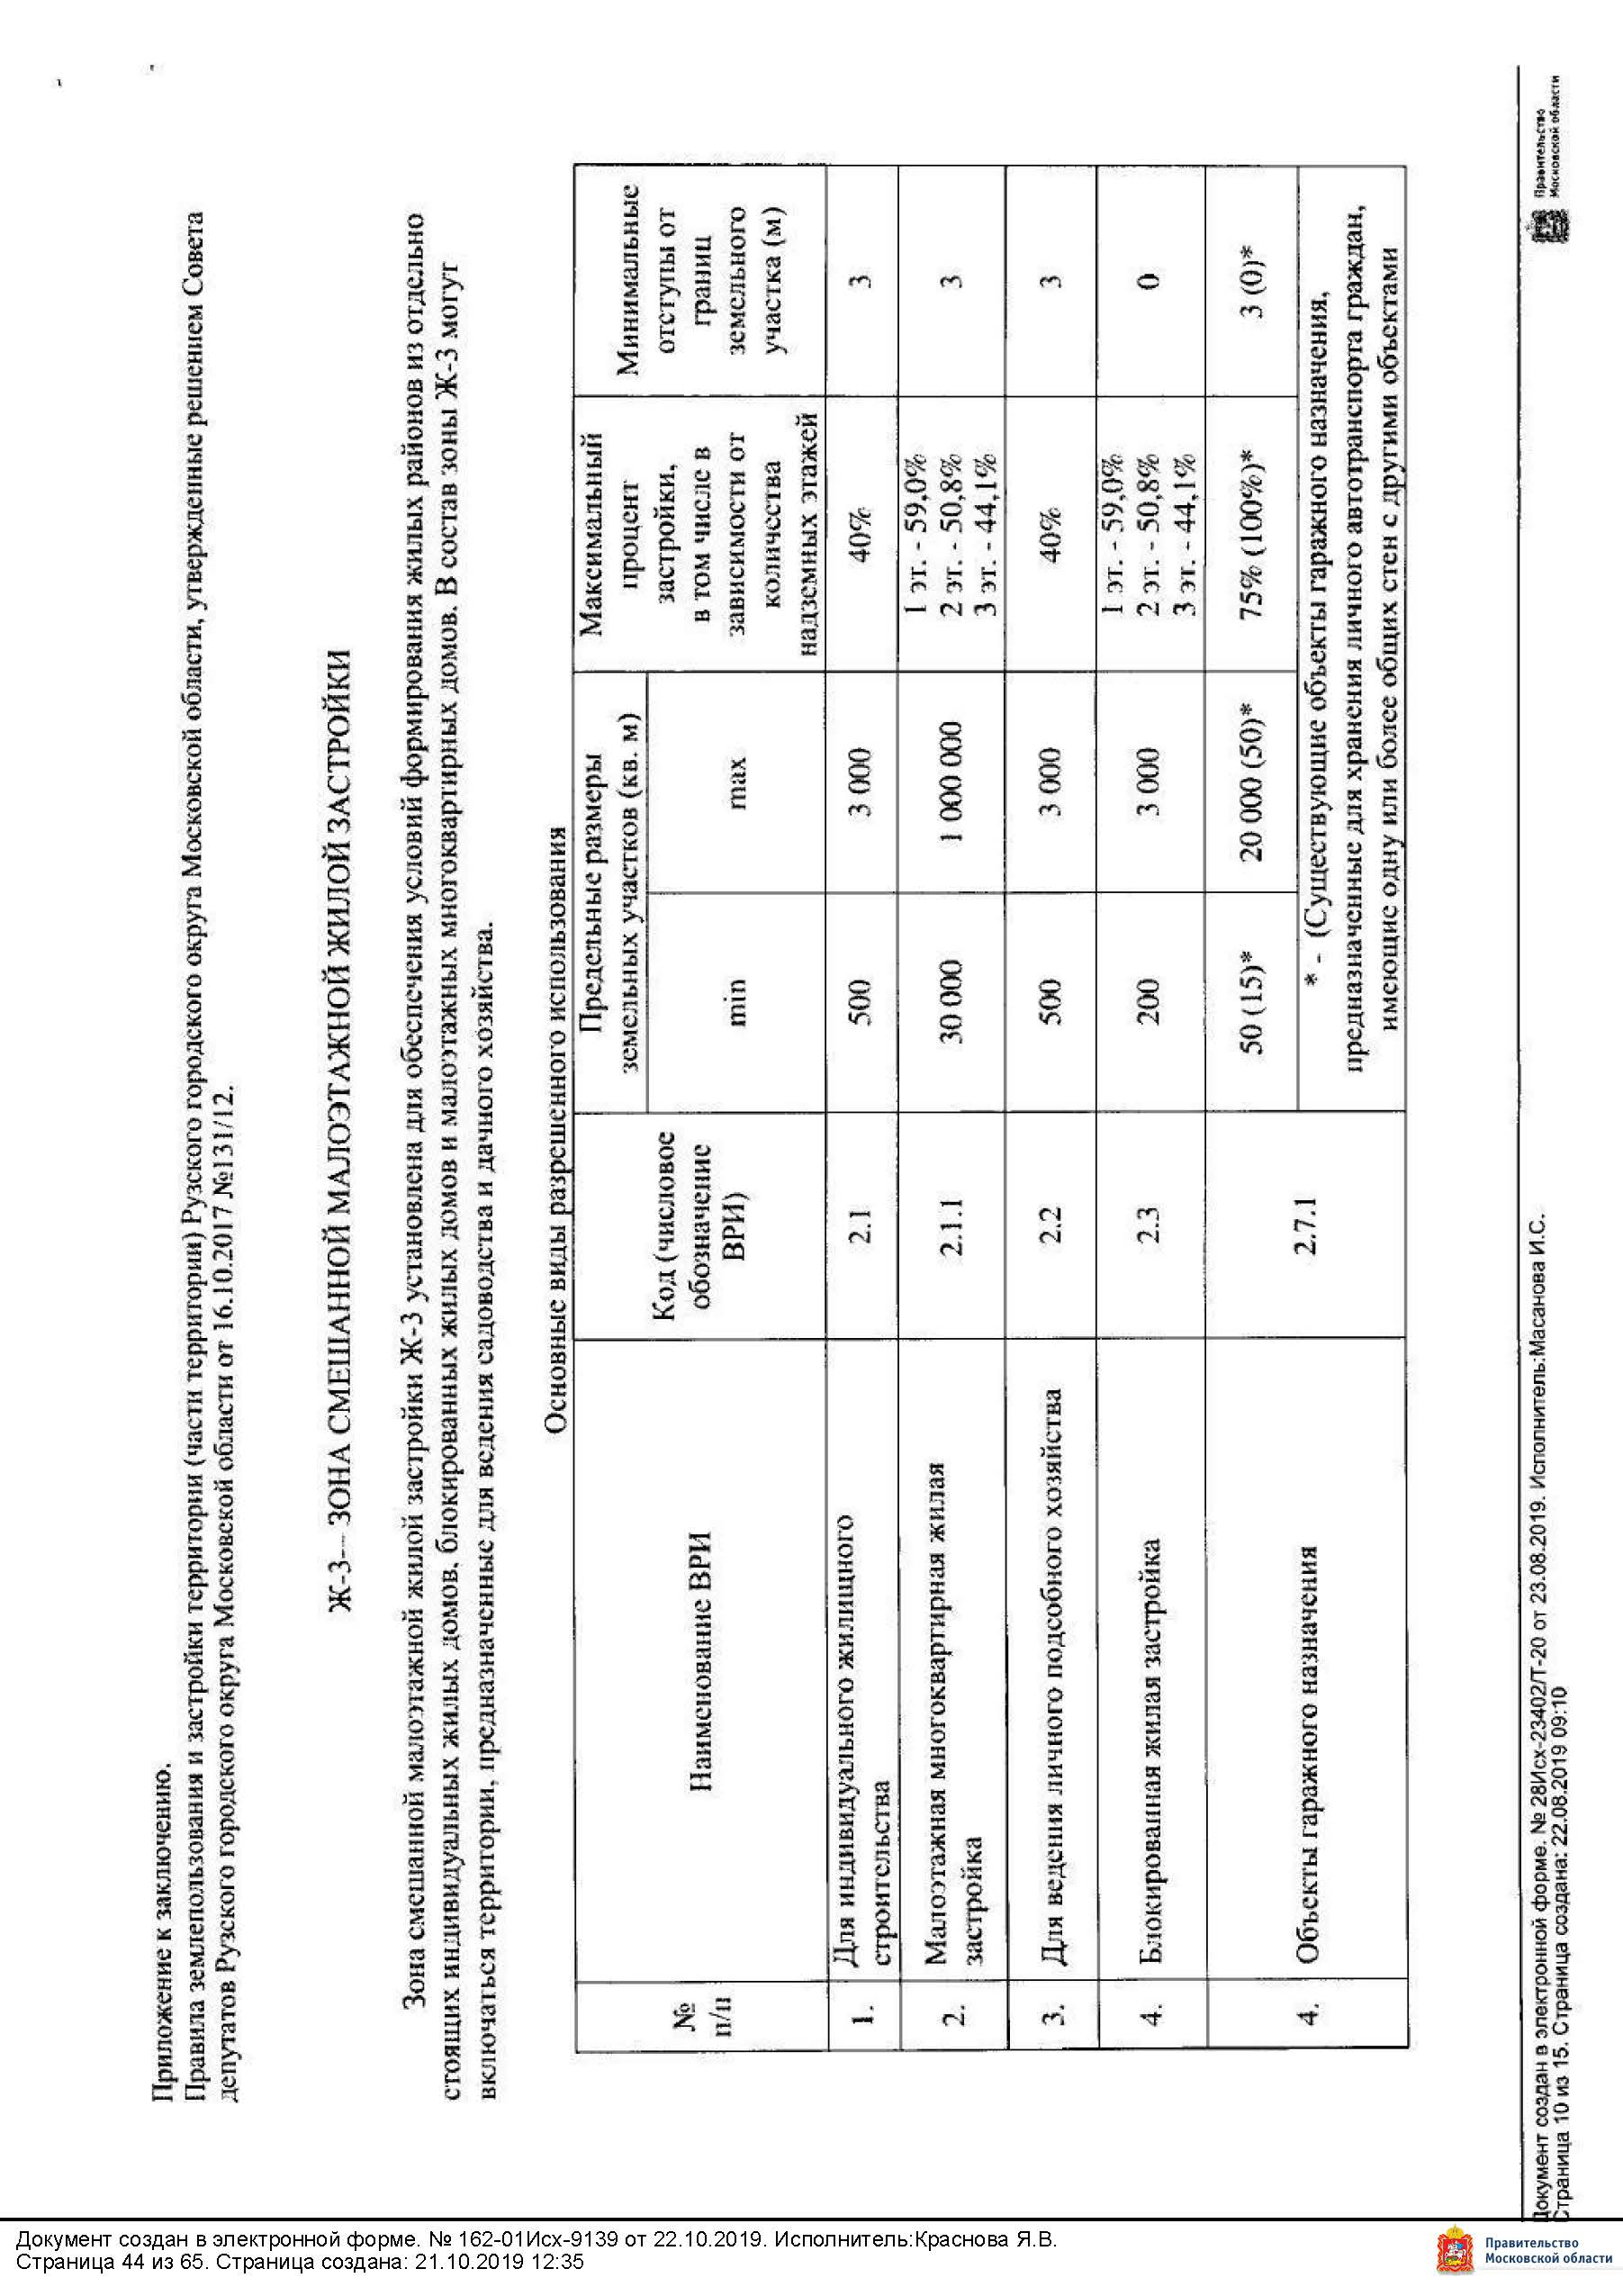 Приложение к заключению.
Правила землепользования и застройки территории (части территории) Рузского городского округа Московской области, утвержденные решением Совета
депутатов Рузского городского округа Московской области от 16.10.2017 №131/12.
Ж-3— ЗОНА СМЕШАННОЙ МАЛОЭТАЖНОЙ ЖИЛОЙ ЗАСТРОЙКИ
Зона смешанной малоэтажной жилой застройки Ж-3 установлена для обеспечения условий формирования жилых районов из отдельно
стоящих индивидуальных жилых домов, блокированных жилых домов и малоэтажных многоквартирных домов. В состав зоны Ж-3 могут
включаться территории, предназначенные для ведения садоводства и дачного хозяйства.
Основные виды разрешенного использования
№
п/п
Наименование ВРИ
Код (числовое
обозначение
ВРИ)
Предельные размеры
земельных участков (кв. м)
min
max
Максимальный
процент
застройки,
в том числе в
зависимости от
количества
надземных этажей
Минимальные
отступы от
границ
земельного
участка (м)
1.
Для индивидуального жилищного
строительства
2.1
500
3 000
40%
3
2.
Малоэтажная многоквартирная жилая
застройка
2.1.1
30 000
1 000 000
1 эт. - 59,0%
2 эт. - 50,8%
3 эт. - 44,1%
3
3.
Для ведения личного подсобного хозяйства
2.2
500
3 000
40%
3
4.
Блокированная жилая застройка
2.3
200
3 000
1 эт. - 59,0%
2 эт. - 50,8%
3 эт. - 44,1%
0
4.
Объекты гаражного назначения
2.7.1
50 (15)*
20 000 (50)*
75% (100%)*
3 (0)*
* - (Существующие объекты гаражного назначения,
предназначенные для хранения личного автотранспорта граждан,
имеющие одну или более общих стен с другими объектами
Документ создан в электронной форме. № 28Исх-23402/Т-20 от 23.08.2019. Исполнитель:Масанова И.С.
Страница 10 из 15. Страница создана: 22.08.2019 09:10
Правительство
Московской области
Документ создан в электронной форме. № 162-01Исх-9139 от 22.10.2019. Исполнитель:Краснова Я.В.
Страница 44 из 65. Страница создана: 21.10.2019 12:35
Правительство
Московской области